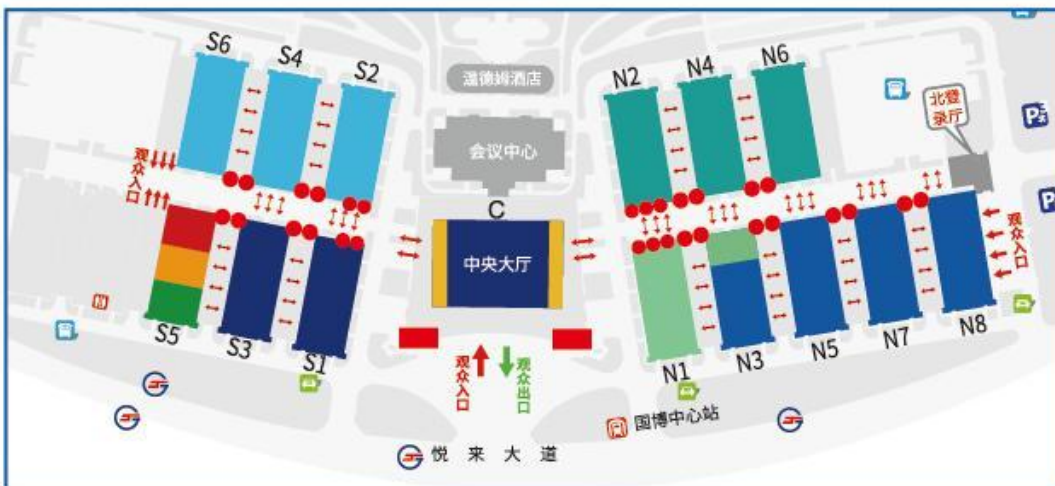 S6
S4
S2
温德姆酒店
N2
N4
N6
北登
录厅
P
会议中心
观众入口
C
中央大厅
P
观众入口
S5
S3
S1
N1
N3
N5
N7
N8
观众入口
观众出口
国博中心站
悦来大道